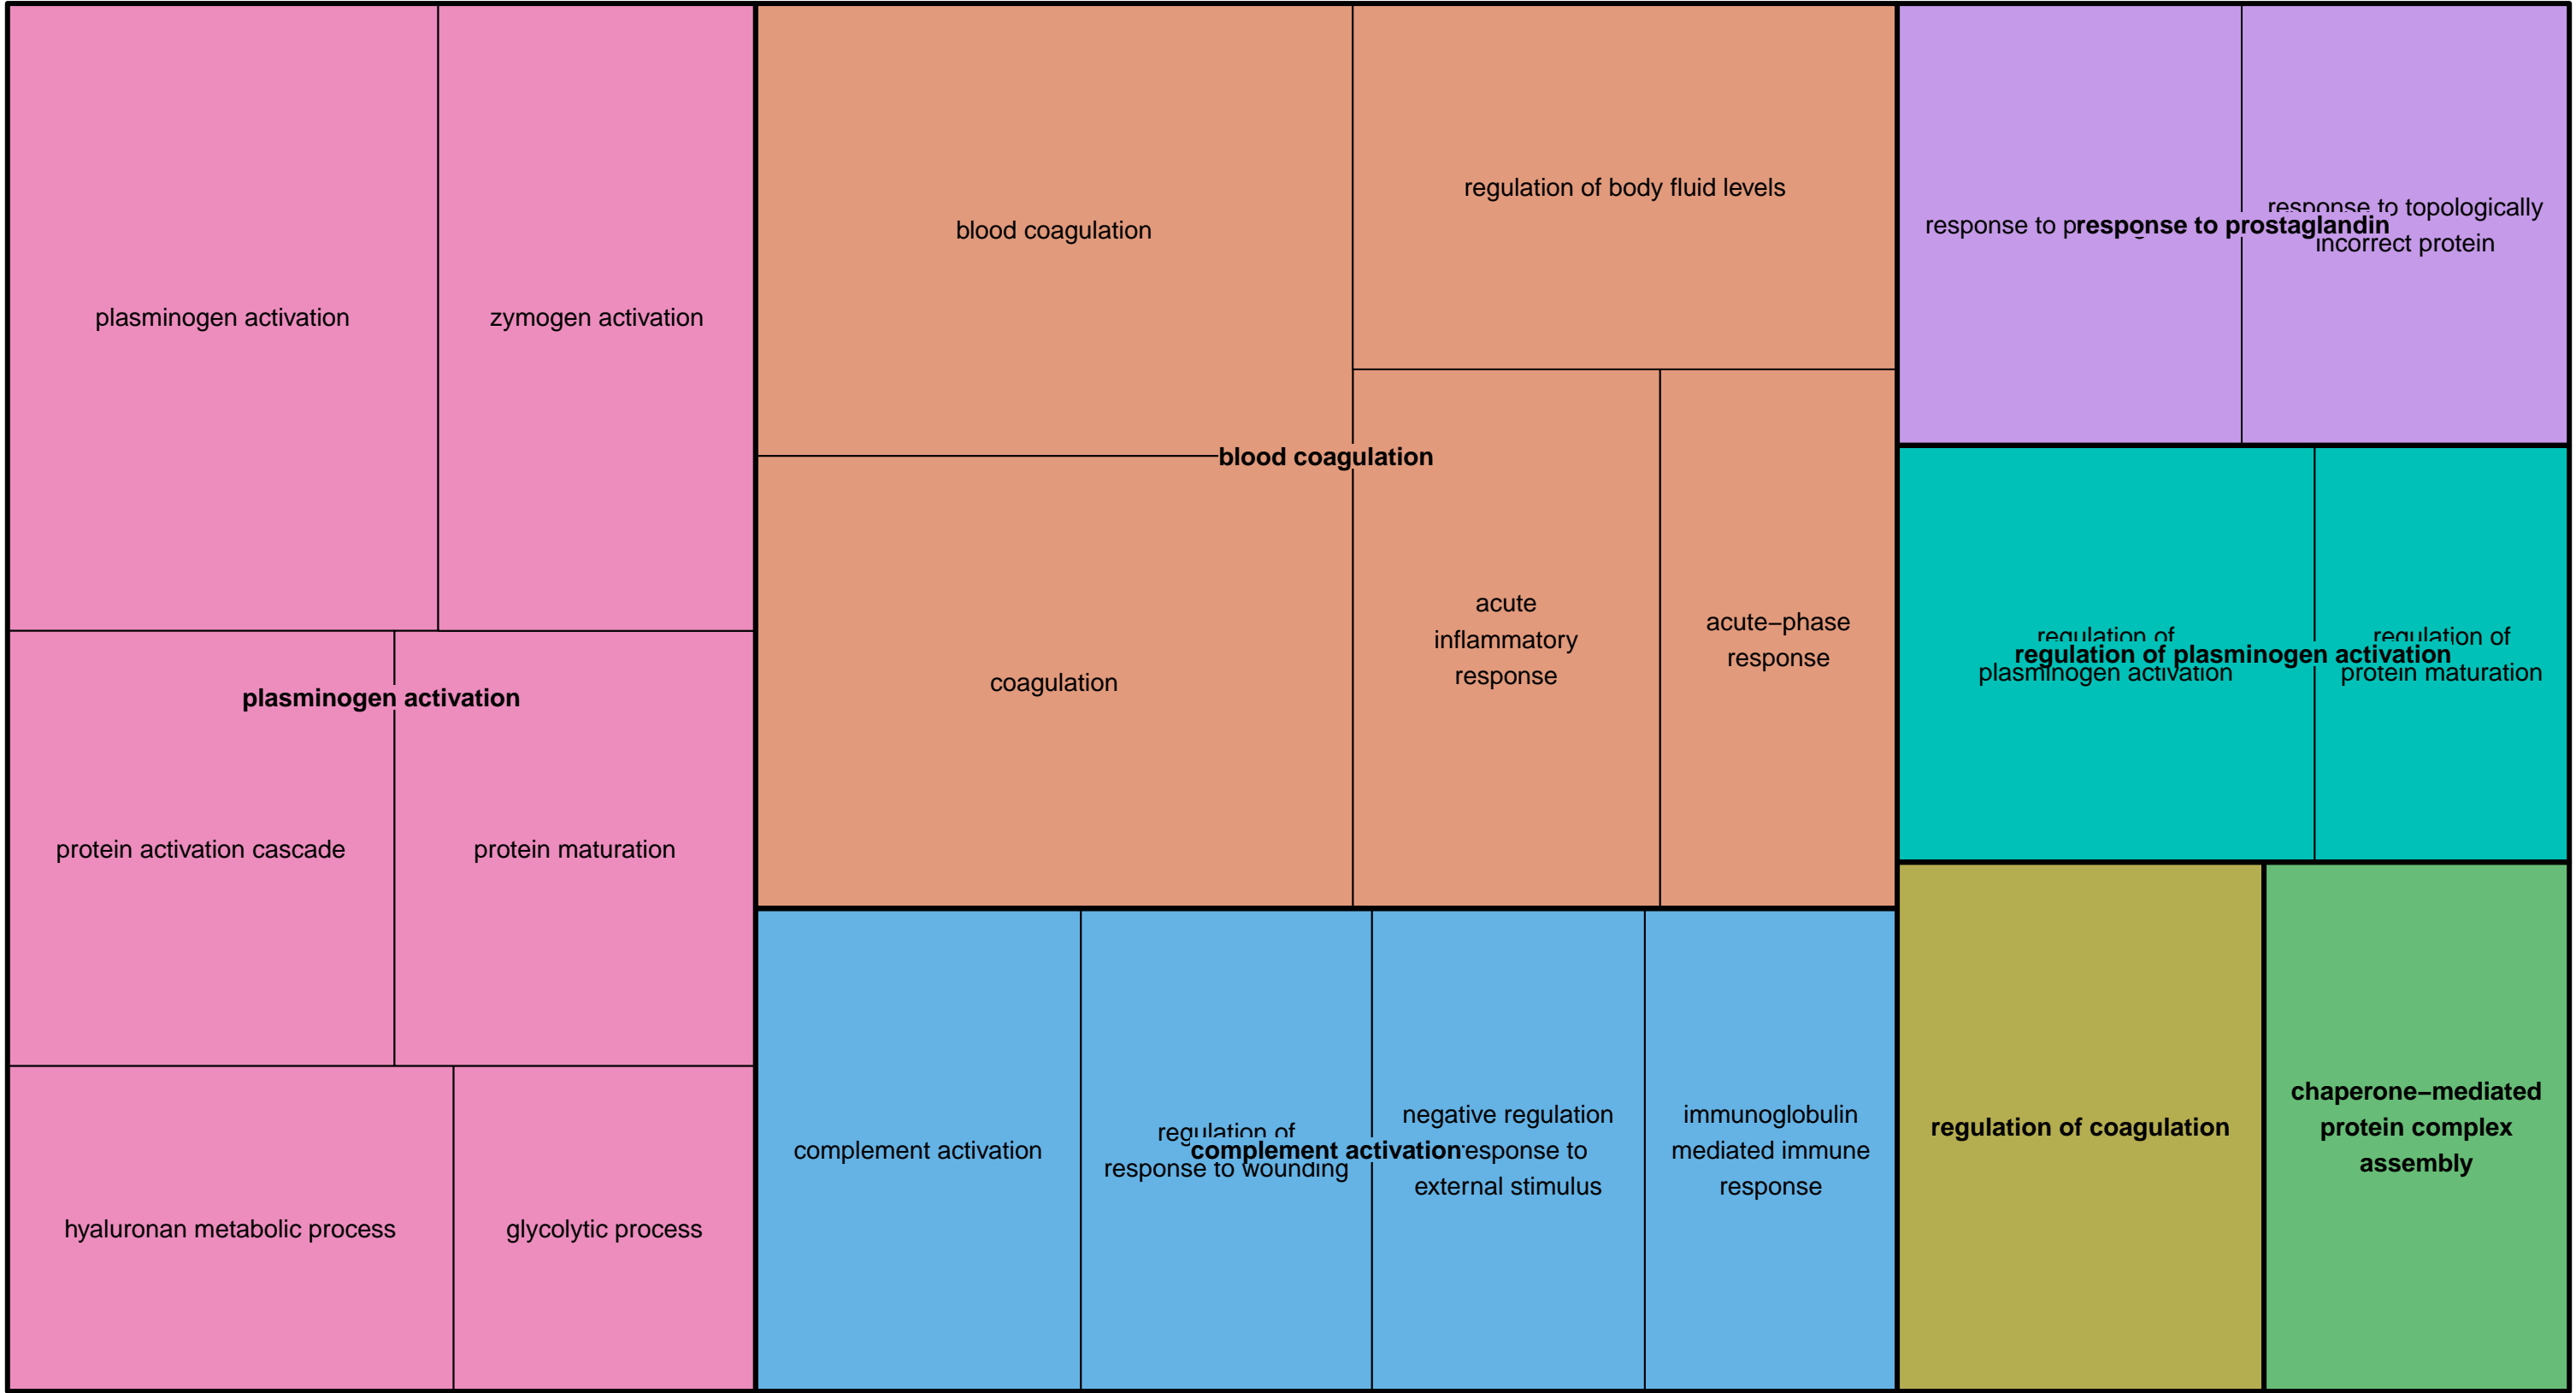 plasminogen activation
zymogen activation
protein activation cascade
protein maturation
hyaluronan metabolic process
glycolytic process
plasminogen activation
blood coagulation
regulation of body fluid levels
coagulation
acute
inflammatory
response
acute−phase
response
blood coagulation
complement activation
regulation of
response to wounding
negative regulation
response to
external stimulus
immunoglobulin
mediated immune
response
complement activation
response to
response to topologically
incorrect protein
response to prostaglandin
regulation of
plasminogen activation
regulation of
protein maturation
regulation of plasminogen activation
regulation of coagulation
chaperone−mediated
protein complex
assembly